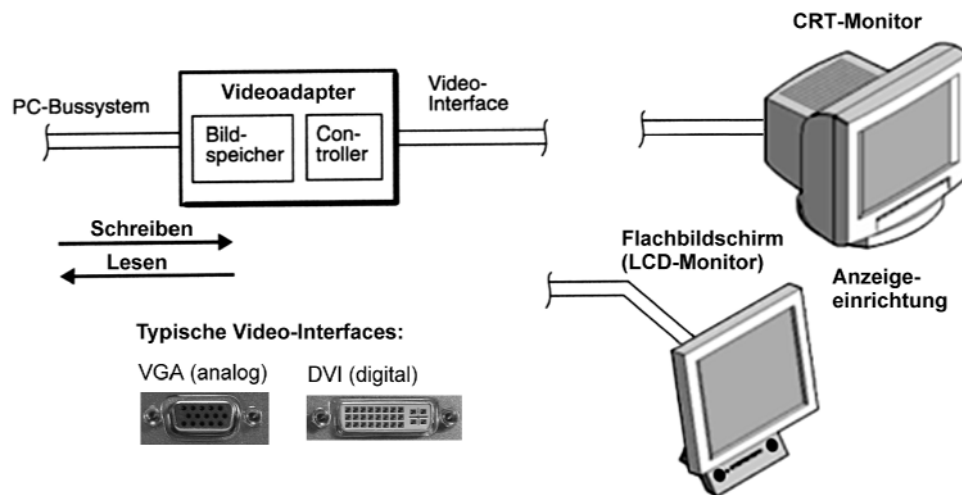 CRT-Monitor
PC-Bussystem
Videoadapter
Bild-
speicher
Con-
troller
Video-
Interface
Schreiben
Lesen
Flachbildschirm
(LCD-Monitor)
Anzeige-
einrichtung
Typische Video-Interfaces:
VGA (analog)
DVI (digital)